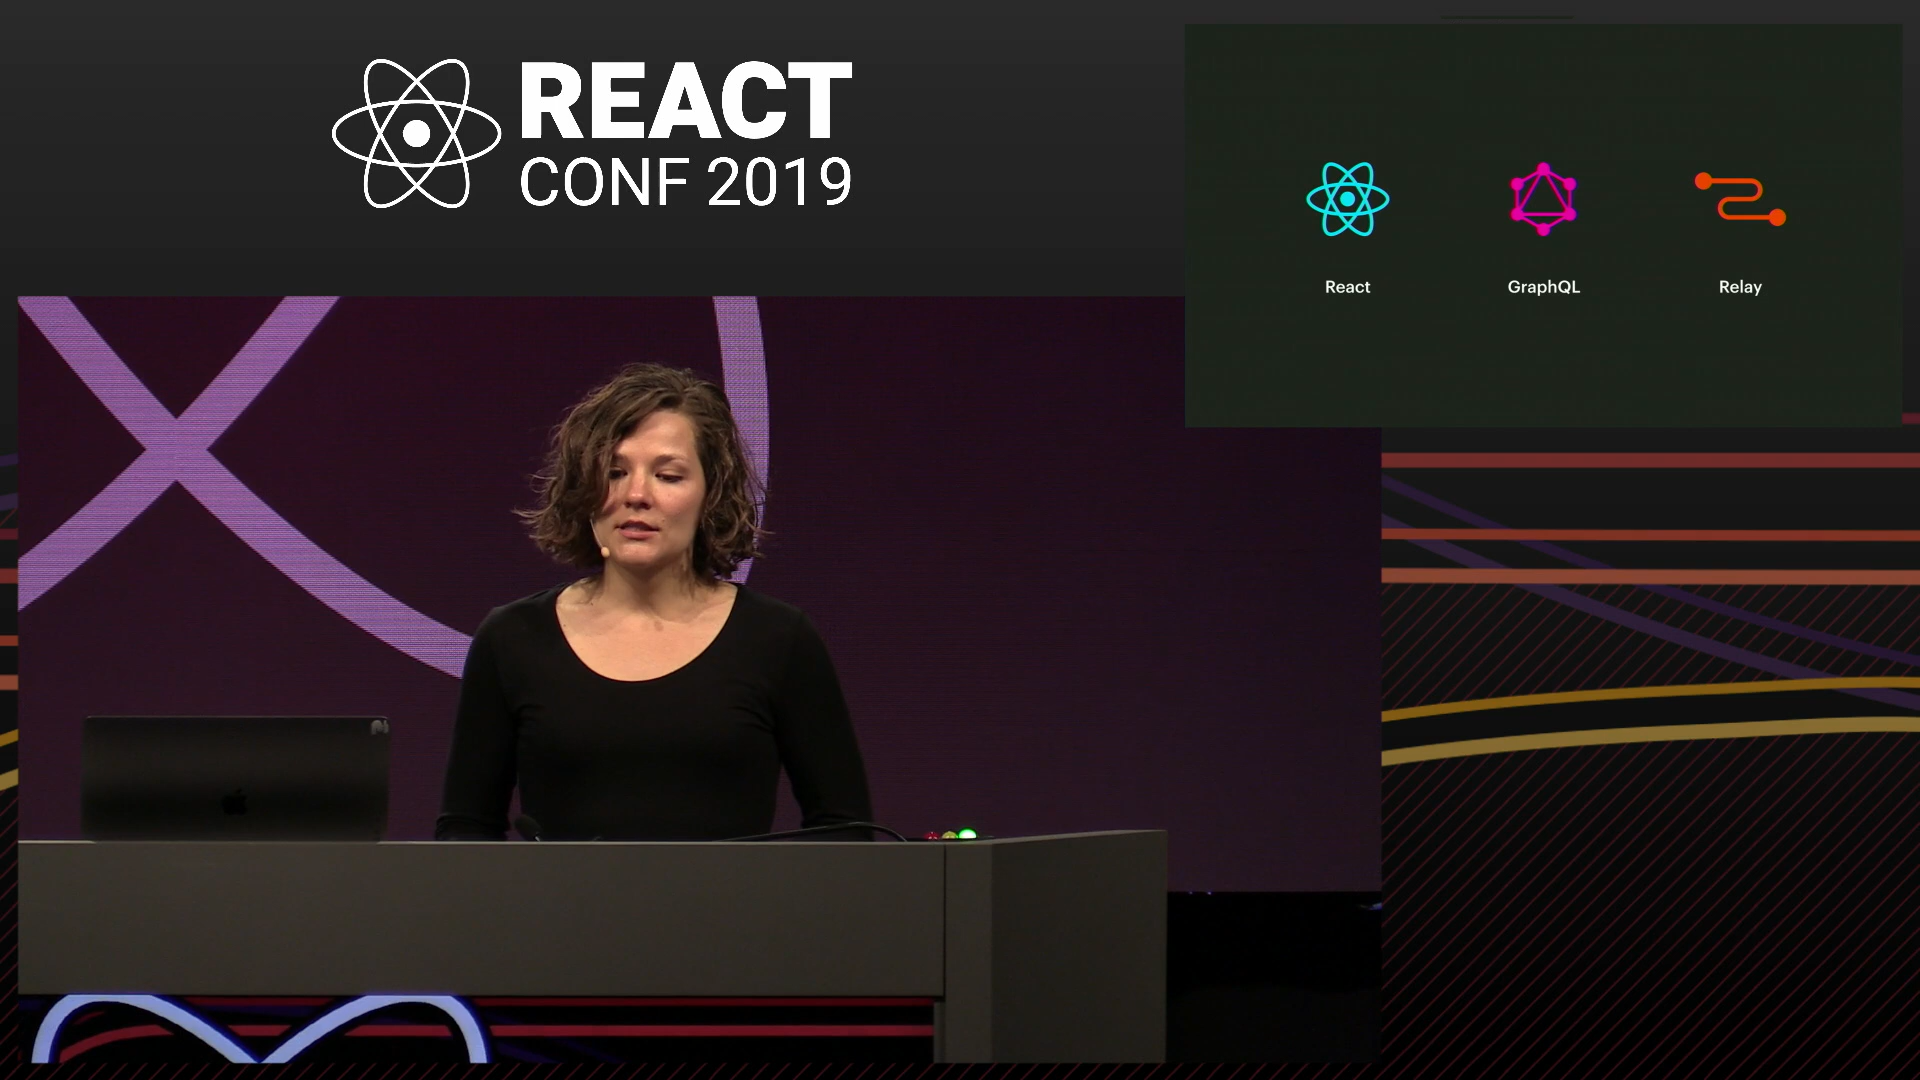 REACT
CONF 2019
React
GraphQL
Relay